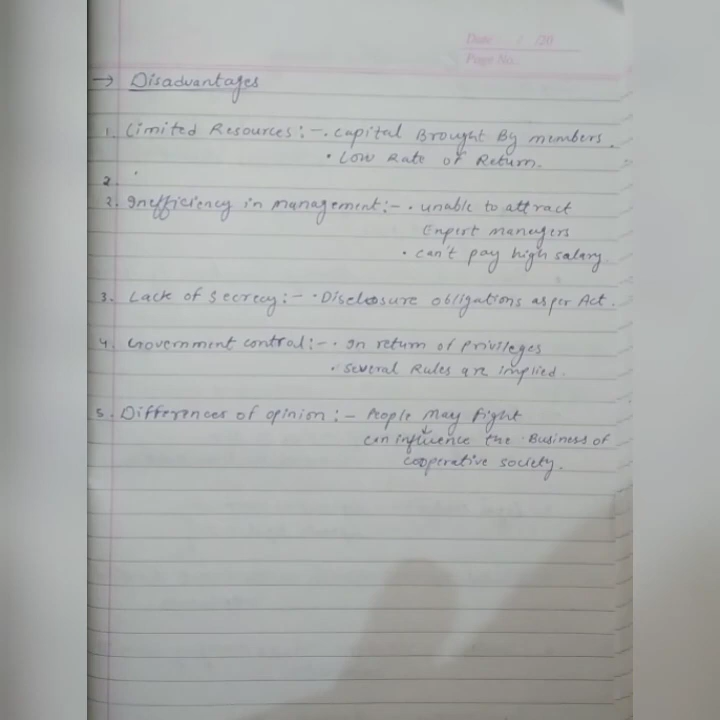 Date / /20
Page No.
→ Disadvantages
1. Limited Resources :- • Capital Brought By members.
• Low Rate of Return.
2.
2. Inefficiency in management :- • unable to attract
Expert managers
• can't pay high salary
3. Lack of Secrecy :- • Disclosure obligations as per Act.
4. Government control :- • In return of Privileges
• Several Rules are implied.
5. Differences of opinion :- People May Fight
↓
can influence the Business of
cooperative society.